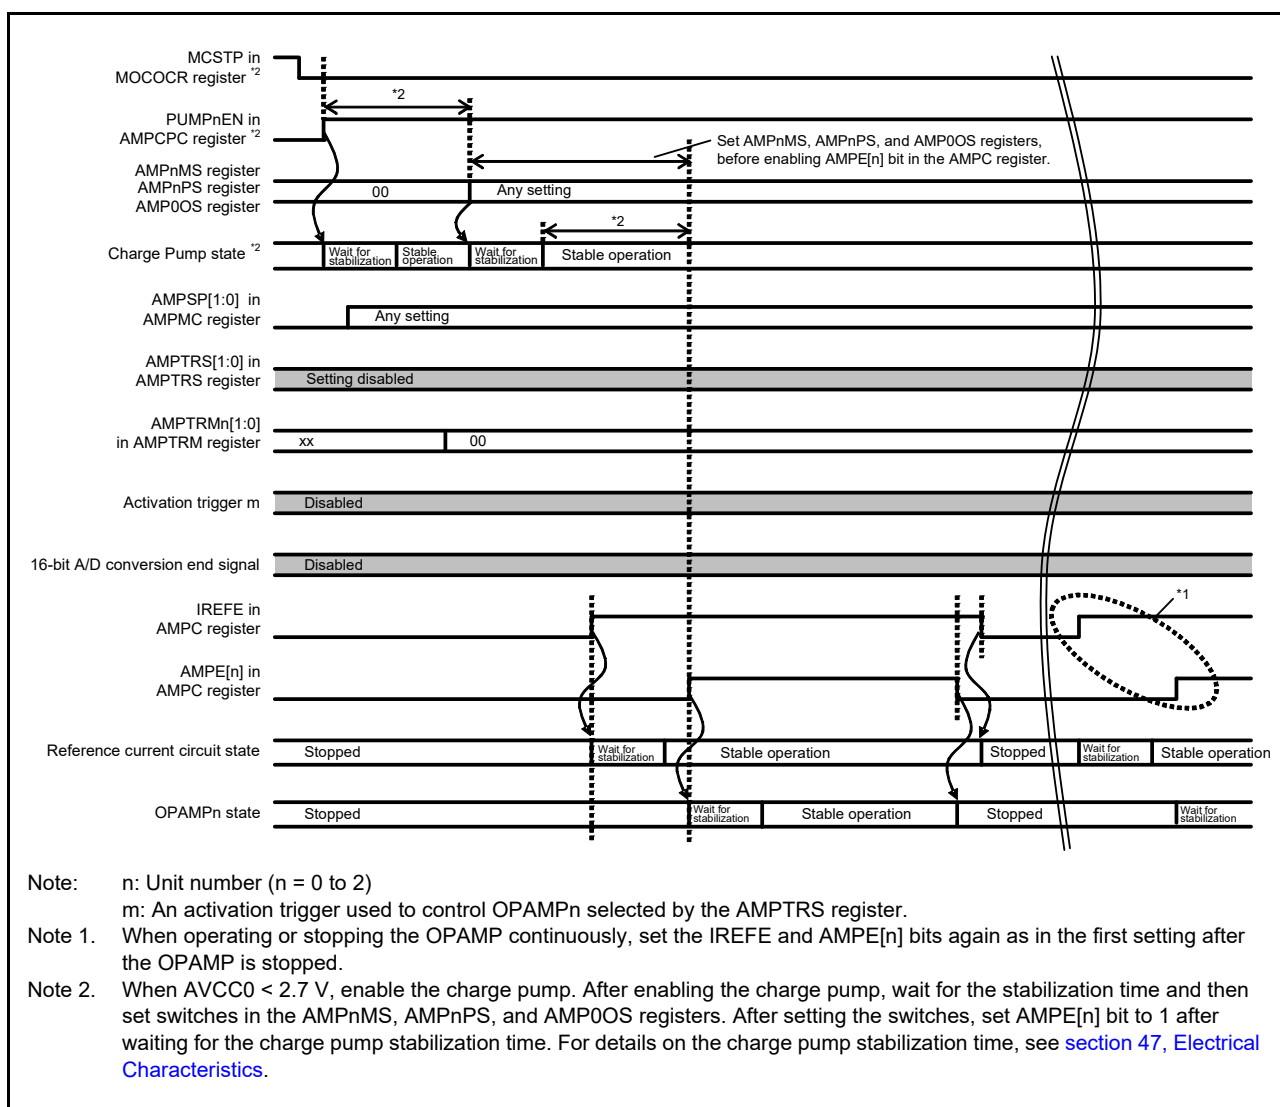 MCSTP in
MOCOCR register *2
*2
PUMPnEN in
AMPCPC register *2
Set AMPnMS, AMPnPS, and AMP0OS registers,
before enabling AMPE[n] bit in the AMPC register.
AMPnMS register
AMPnPS register
AMP0OS register
00
Any setting
*2
Charge Pump state *2
Wait for
stabilization
Stable
operation
Wait for
stabilization
Stable operation
AMPSP[1:0] in
AMPMC register
Any setting
AMPTRS[1:0] in
AMPTRS register
Setting disabled
AMPTRMn[1:0]
in AMPTRM register
xx
00
Activation trigger m
Disabled
16-bit A/D conversion end signal
Disabled
IREFE in
AMPC register
*1
AMPE[n] in
AMPC register
Reference current circuit state
Stopped
Wait for
stabilization
Stable operation
Stopped
Wait for
stabilization
Stable operation
OPAMPn state
Stopped
Wait for
stabilization
Stable operation
Stopped
Wait for
stabilization
Note: n: Unit number (n = 0 to 2)
m: An activation trigger used to control OPAMPn selected by the AMPTRS register.
Note 1. When operating or stopping the OPAMP continuously, set the IREFE and AMPE[n] bits again as in the first setting after
the OPAMP is stopped.
Note 2. When AVCC0 < 2.7 V, enable the charge pump. After enabling the charge pump, wait for the stabilization time and then
set switches in the AMPnMS, AMPnPS, and AMP0OS registers. After setting the switches, set AMPE[n] bit to 1 after
waiting for the charge pump stabilization time. For details on the charge pump stabilization time, see section 47, Electrical
Characteristics.